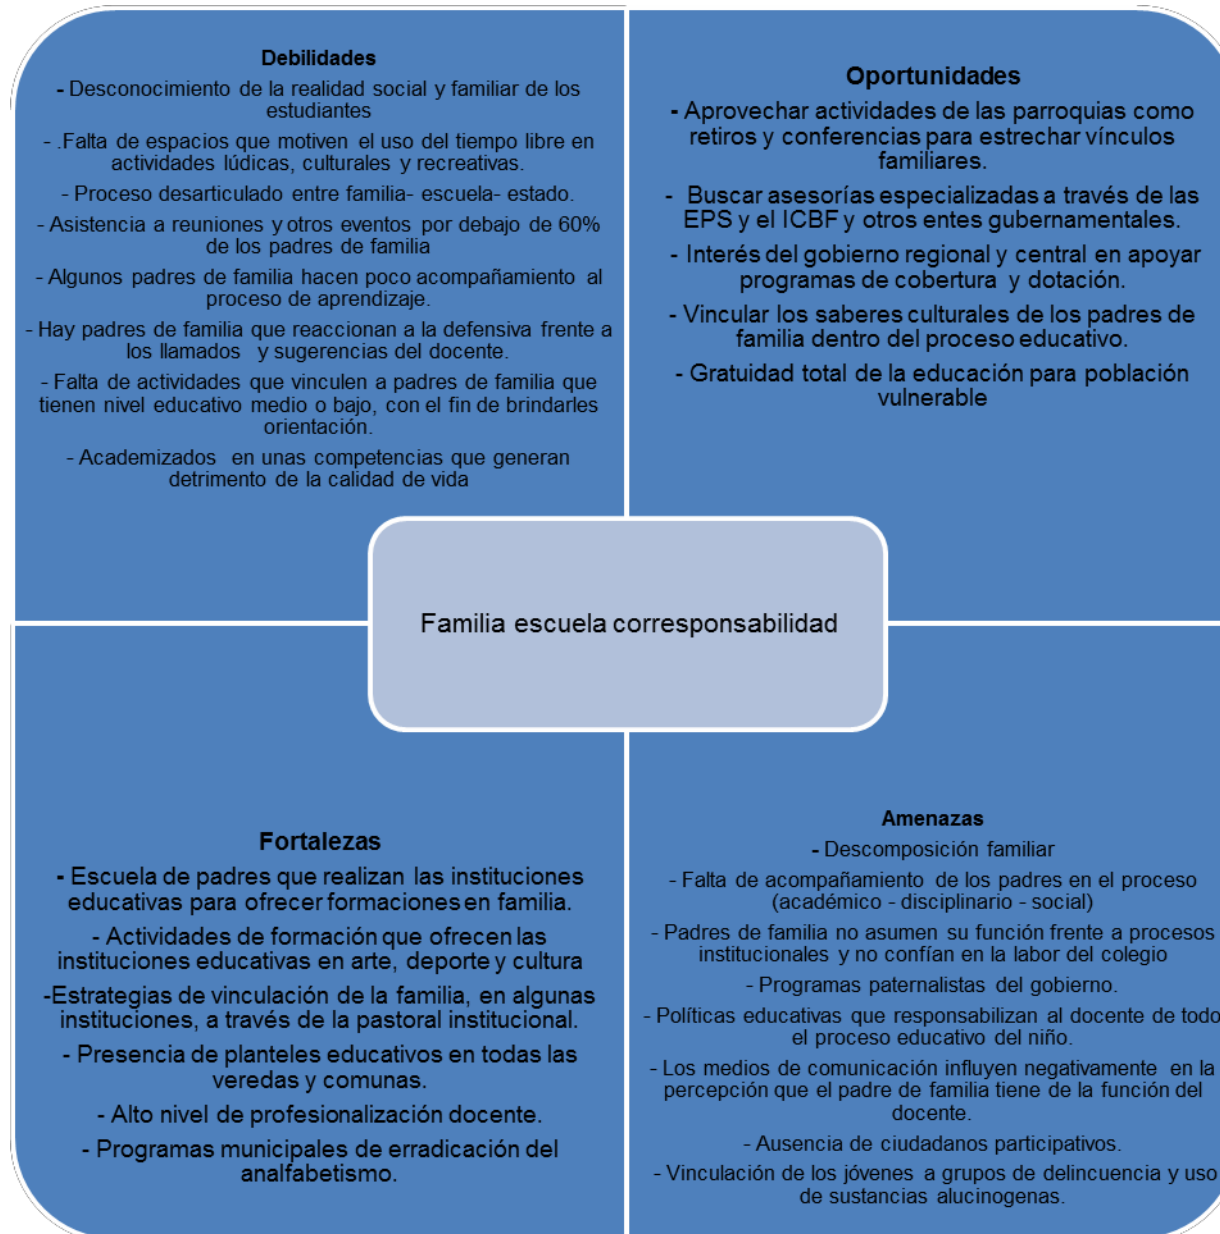 Debilidades
- Desconocimiento de la realidad social y familiar de los
estudiantes
- .Falta de espacios que motiven el uso del tiempo libre en
actividades lúdicas, culturales y recreativas.
- Proceso desarticulado entre familia- escuela- estado.
- Asistencia a reuniones y otros eventos por debajo de 60%
de los padres de familia
- Algunos padres de familia hacen poco acompañamiento al
proceso de aprendizaje.
- Hay padres de familia que reaccionan a la defensiva frente a
los llamados y sugerencias del docente.
- Falta de actividades que vinculen a padres de familia que
tienen nivel educativo medio o bajo, con el fin de brindarles
orientación.
- Academizados en unas competencias que generan
detrimento de la calidad de vida
Oportunidades
- Aprovechar actividades de las parroquias como
retiros y conferencias para estrechar vínculos
familiares.
- Buscar asesorías especializadas a través de las
EPS y el ICBF y otros entes gubernamentales.
- Interés del gobierno regional y central en apoyar
programas de cobertura y dotación.
- Vincular los saberes culturales de los padres de
familia dentro del proceso educativo.
- Gratuidad total de la educación para población
vulnerable
Familia escuela corresponsabilidad
Fortalezas
- Escuela de padres que realizan las instituciones
educativas para ofrecer formaciones en familia.
- Actividades de formación que ofrecen las
instituciones educativas en arte, deporte y cultura
-Estrategias de vinculación de la familia, en algunas
instituciones, a través de la pastoral institucional.
- Presencia de planteles educativos en todas las
veredas y comunas.
- Alto nivel de profesionalización docente.
- Programas municipales de erradicación del
analfabetismo.
Amenazas
- Descomposición familiar
- Falta de acompañamiento de los padres en el proceso
(académico - disciplinario - social)
- Padres de familia no asumen su función frente a procesos
institucionales y no confían en la labor del colegio
- Programas paternalistas del gobierno.
- Políticas educativas que responsabilizan al docente de todo
el proceso educativo del niño.
- Los medios de comunicación influyen negativamente en la
percepción que el padre de familia tiene de la función del
docente.
- Ausencia de ciudadanos participativos.
- Vinculación de los jóvenes a grupos de delincuencia y uso
de sustancias alucinogenas.